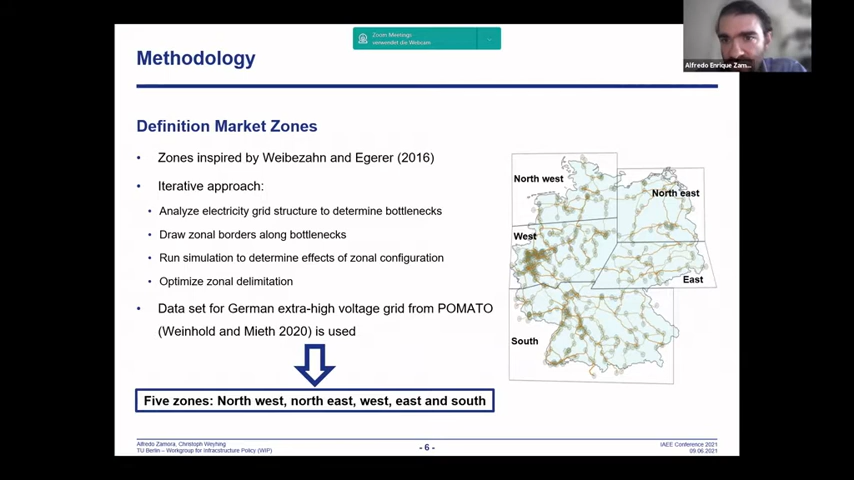 Zoom Meetings
verwendet die Webcam
Alfredo Enrique Zam...
Methodology
Definition Market Zones
• Zones inspired by Weibezahn and Egerer (2016)
• Iterative approach:
• Analyze electricity grid structure to determine bottlenecks
• Draw zonal borders along bottlenecks
• Run simulation to determine effects of zonal configuration
• Optimize zonal delimitation
• Data set for German extra-high voltage grid from POMATO
(Weinhold and Mieth 2020) is used
Five zones: North west, north east, west, east and south
North west
North east
West
East
South
Alfredo Zamora, Christoph Weyhing
TU Berlin – Workgroup for Infrastructure Policy (WIP)
- 6 -
IAEE Conference 2021
09.06.2021